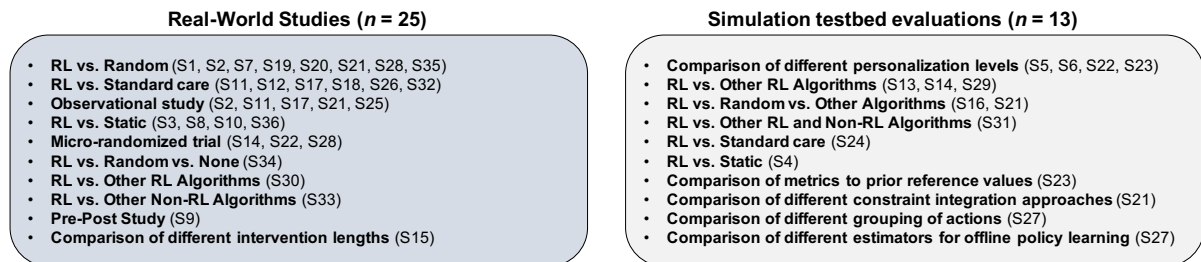 Real-World Studies (n = 25)
• RL vs. Random (S1, S2, S7, S19, S20, S21, S28, S35)
• RL vs. Standard care (S11, S12, S17, S18, S26, S32)
• Observational study (S2, S11, S17, S21, S25)
• RL vs. Static (S3, S8, S10, S36)
• Micro-randomized trial (S14, S22, S28)
• RL vs. Random vs. None (S34)
• RL vs. Other RL Algorithms (S30)
• RL vs. Other Non-RL Algorithms (S33)
• Pre-Post Study (S9)
• Comparison of different intervention lengths (S15)
Simulation testbed evaluations (n = 13)
• Comparison of different personalization levels (S5, S6, S22, S23)
• RL vs. Other RL Algorithms (S13, S14, S29)
• RL vs. Random vs. Other Algorithms (S16, S21)
• RL vs. Other RL and Non-RL Algorithms (S31)
• RL vs. Standard care (S24)
• RL vs. Static (S4)
• Comparison of metrics to prior reference values (S23)
• Comparison of different constraint integration approaches (S21)
• Comparison of different grouping of actions (S27)
• Comparison of different estimators for offline policy learning (S27)